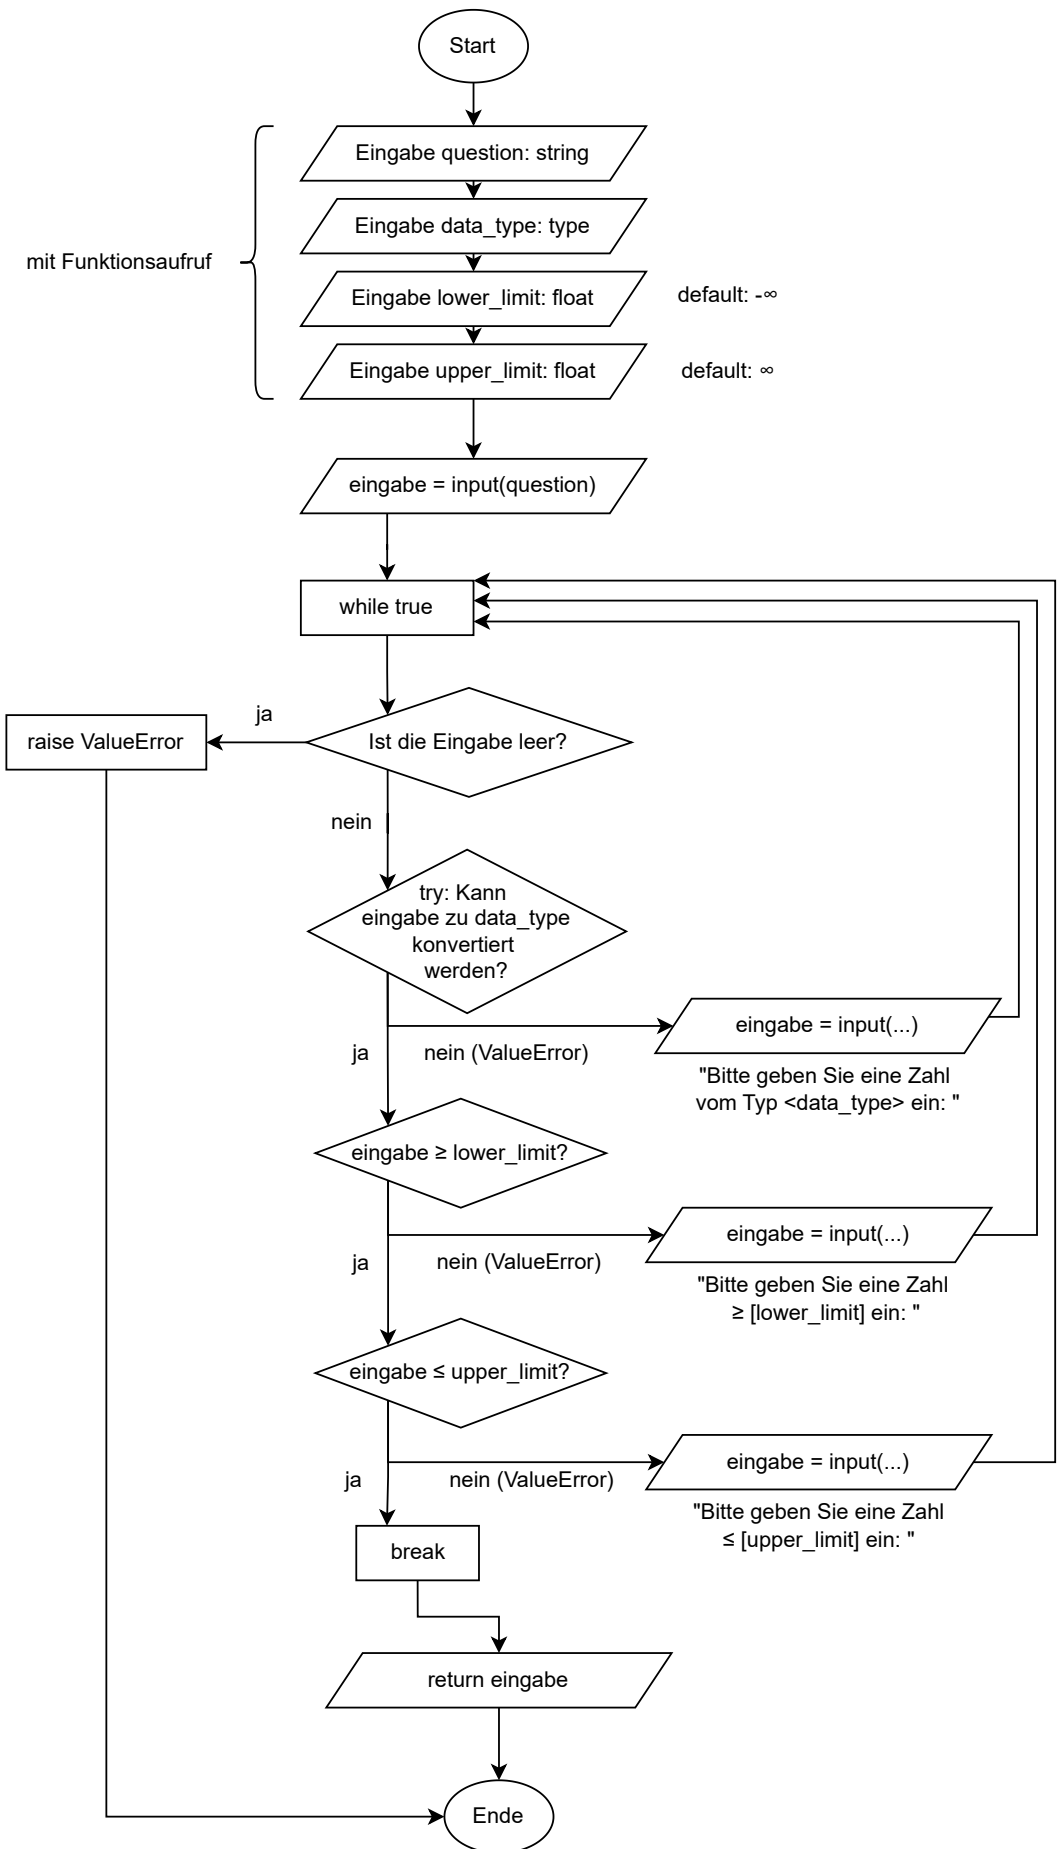 Start
Eingabe question: string
Eingabe data_type: type
mit Funktionsaufruf
Eingabe lower_limit: float
default: -∞
Eingabe upper_limit: float
default: ∞
eingabe = input(question)
while true
ja
raise ValueError
Ist die Eingabe leer?
nein
try: Kann
eingabe zu data_type
konvertiert
werden?
eingabe = input(...)
ja
nein (ValueError)
"Bitte geben Sie eine Zahl
vom Typ <data_type> ein: "
eingabe ≥ lower_limit?
eingabe = input(...)
ja
nein (ValueError)
"Bitte geben Sie eine Zahl
≥ [lower_limit] ein: "
eingabe ≤ upper_limit?
eingabe = input(...)
ja
nein (ValueError)
"Bitte geben Sie eine Zahl
≤ [upper_limit] ein: "
break
return eingabe
Ende